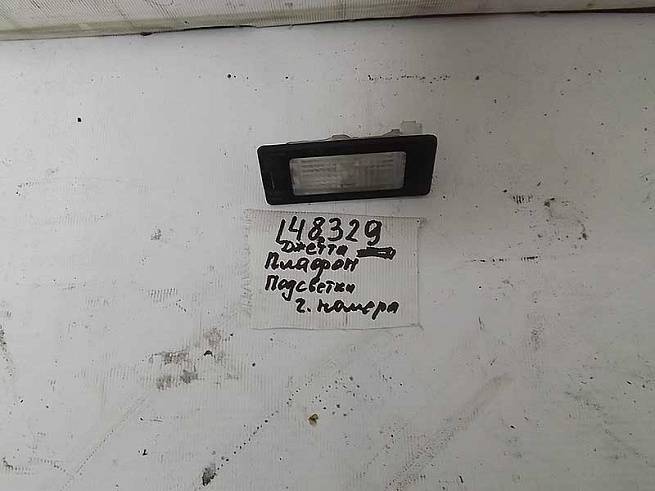 148329
Джетта
Плафон
Подсветки
г. номера